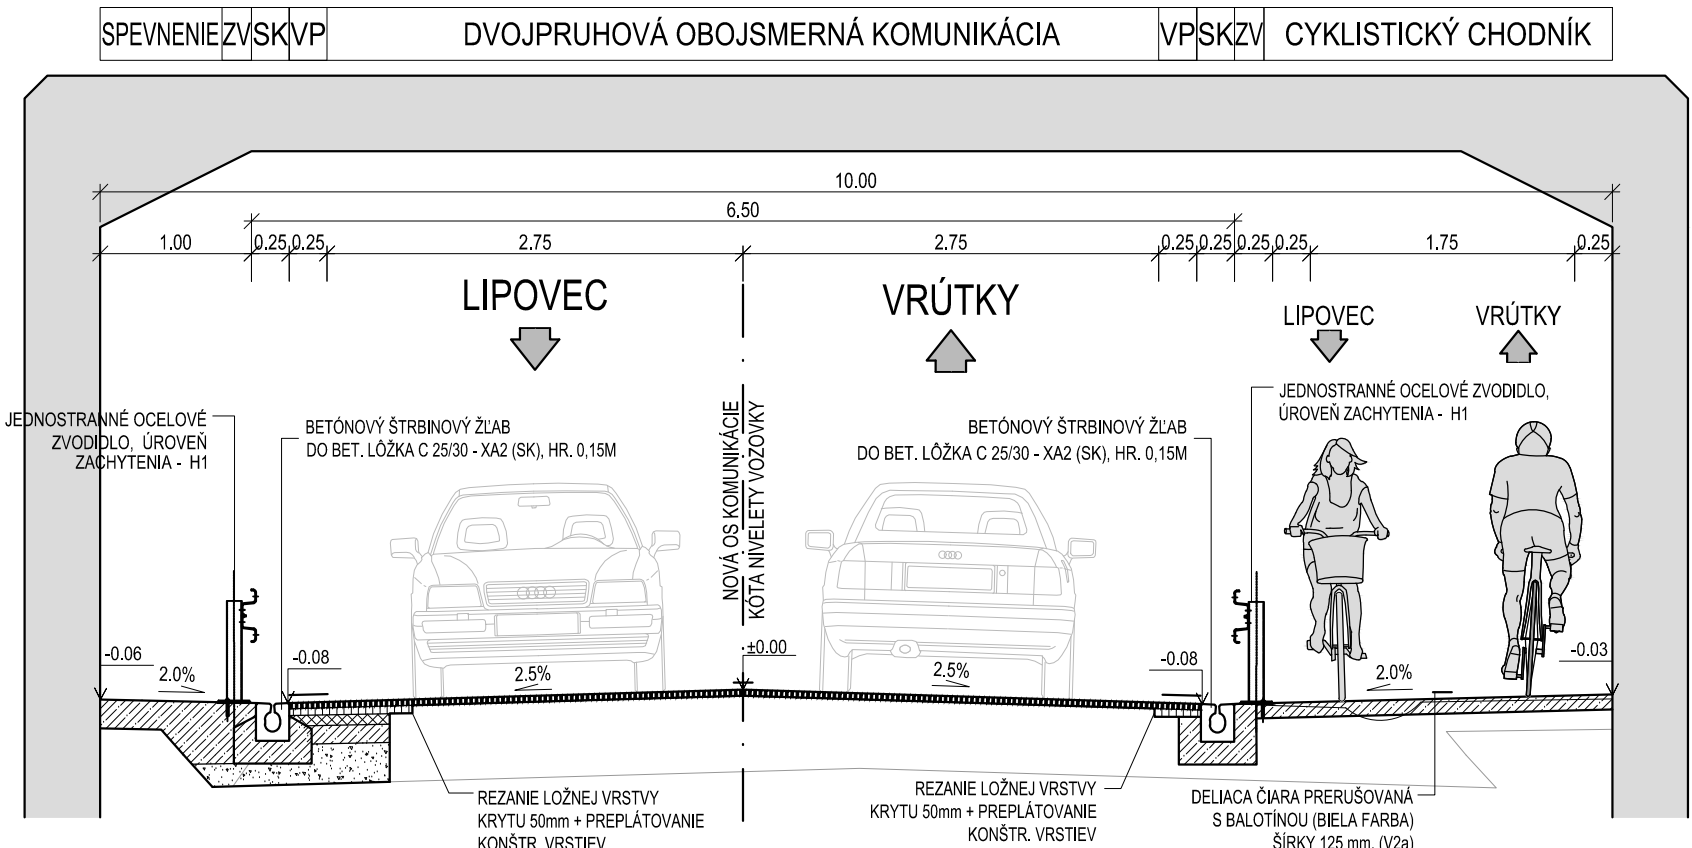 SPEVNENIE ZV SK VP DVOJPRUHOVÁ OBOJSMERNÁ KOMUNIKÁCIA VP SK ZV CYKLISTICKÝ CHODNÍK
10.00
6.50
1.00 0.25 0.25 2.75 2.75 0.25 0.25 0.25 0.25 1.75 0.25
LIPOVEC
VRÚTKY
LIPOVEC
VRÚTKY
JEDNOSTRANNÉ OCELOVÉ
ZVODIDLO, ÚROVEŇ
ZACHYTENIA - H1
BETÓNOVÝ ŠTRBINOVÝ ŽĽAB
DO BET. LÔŽKA C 25/30 - XA2 (SK), HR. 0,15M
NOVÁ OS KOMUNIKÁCIE
KÓTA NIVELETY VOZOVKY
BETÓNOVÝ ŠTRBINOVÝ ŽĽAB
DO BET. LÔŽKA C 25/30 - XA2 (SK), HR. 0,15M
JEDNOSTRANNÉ OCELOVÉ ZVODIDLO,
ÚROVEŇ ZACHYTENIA - H1
-0.06
2.0%
-0.08
2.5%
±0.00
2.5%
-0.08
2.0%
-0.03
REZANIE LOŽNEJ VRSTVY
KRYTU 50mm + PREPLÁTOVANIE
KONŠTR. VRSTIEV
REZANIE LOŽNEJ VRSTVY
KRYTU 50mm + PREPLÁTOVANIE
KONŠTR. VRSTIEV
DELIACA ČIARA PRERUŠOVANÁ
S BALOTÍNOU (BIELA FARBA)
ŠÍRKY 125 mm, (V2a)